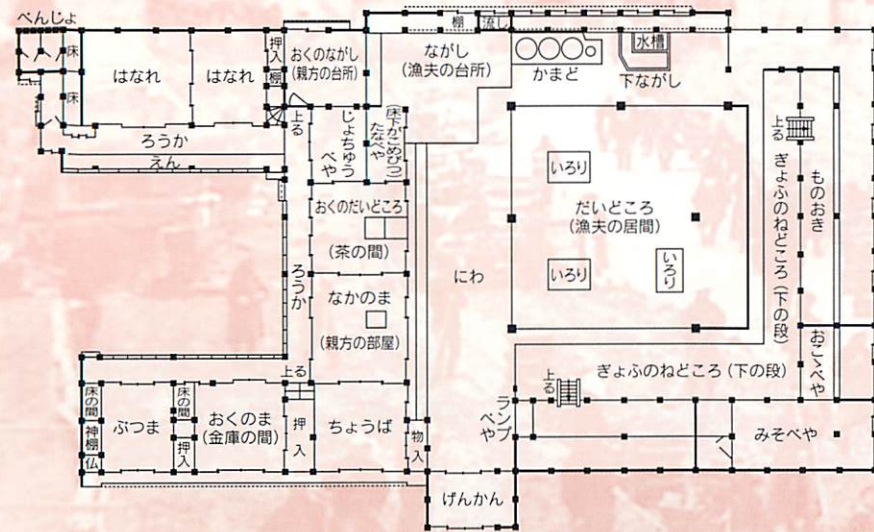 べんじょ
床
床
はなれ
はなれ
押入
棚
おくのながし
(親方の台所)
棚
流し
ながし
(漁夫の台所)
かまど
水槽
下ながし
上る
ろうか
えん
じょちゅうべや
たなべや
(床下がこめびつ)
おくのだいどころ
(茶の間)
ろうか
なかのま
(親方の部屋)
にわ
いろり
いろり
いろり
だいどころ
(漁夫の居間)
上る
ぎょふのねどころ(下の段)
ものおき
おこゝべや
ぎょふのねどころ(下の段)
上る
上る
床の間
神棚
仏
ぶつま
床の間
押入
おくのま
(金庫の間)
押入
ちょうば
物入
ランプべや
みそべや
げんかん